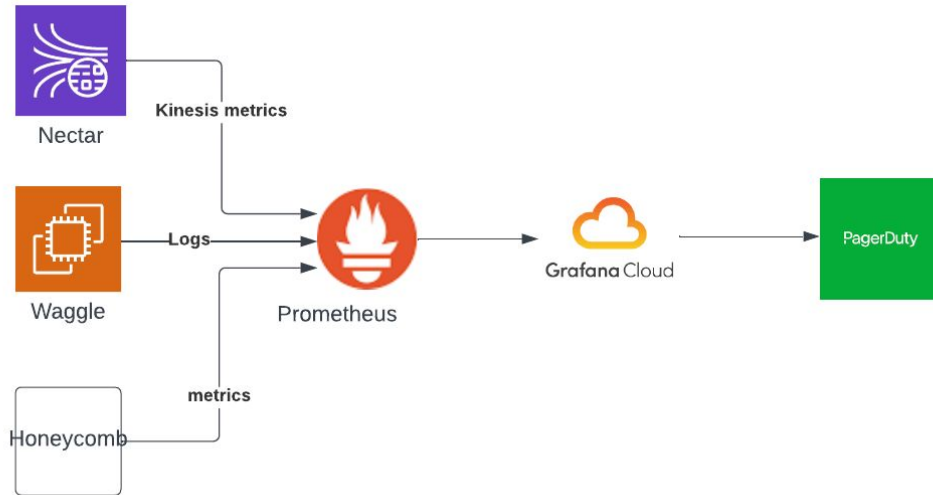 Nectar
Kinesis metrics
Waggle
Logs
Prometheus
Grafana Cloud
PagerDuty
metrics
Honeycomb